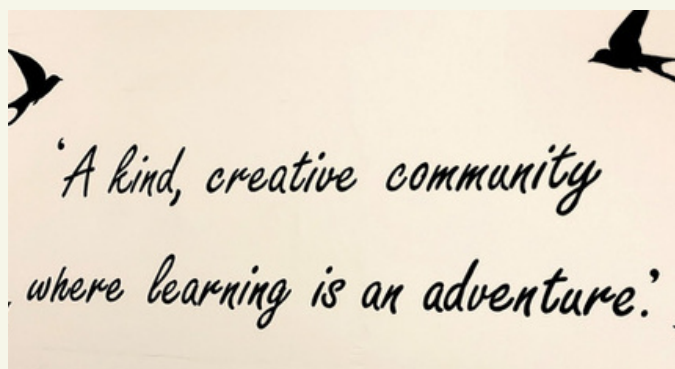 ‘A kind, creative community
where learning is an adventure.’